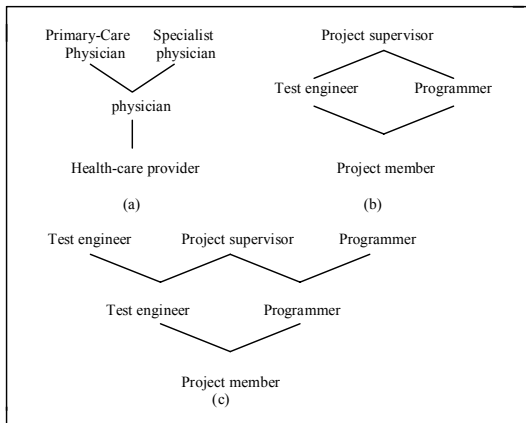 Primary-Care Specialist
Physician physician
physician
Health-care provider
(a)
Project supervisor
Test engineer Programmer
Project member
(b)
Test engineer Project supervisor Programmer
Test engineer Programmer
Project member
(c)